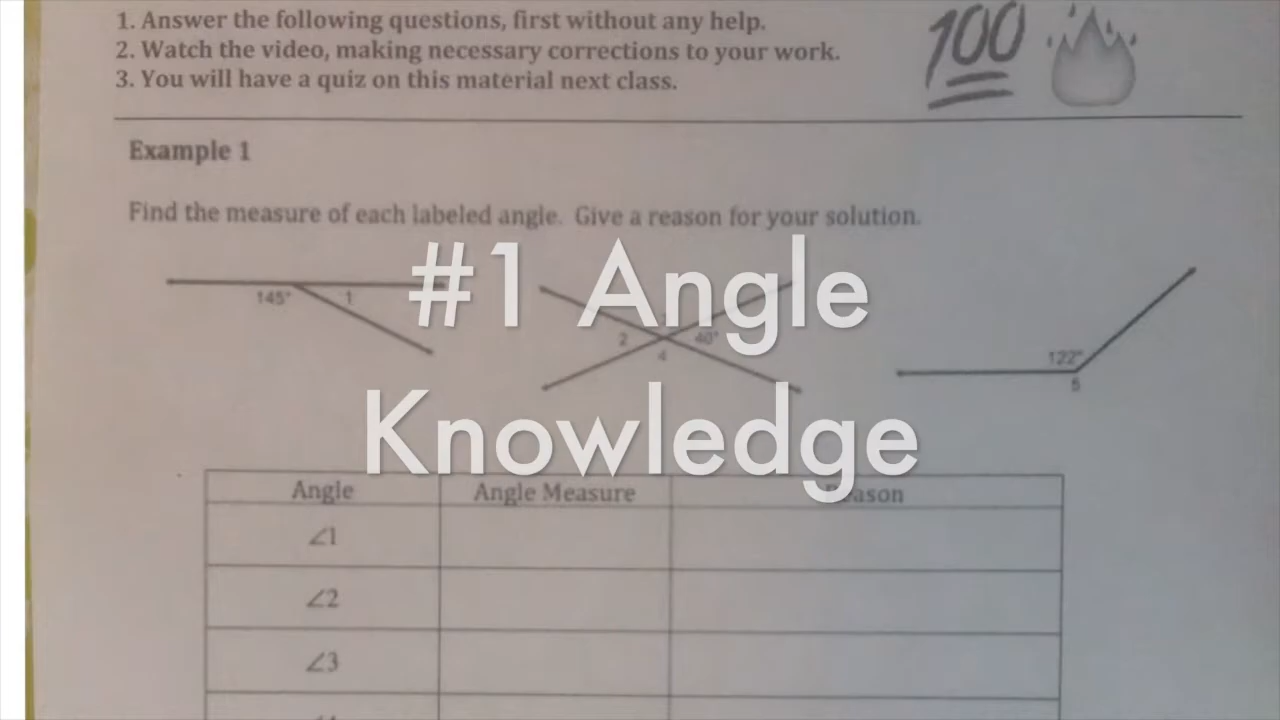 1. Answer the following questions, first without any help.
2. Watch the video, making necessary corrections to your work.
3. You will have a quiz on this material next class.
100
Example 1
Find the measure of each labeled angle. Give a reason for your solution.
#1 Angle
Knowledge
145° 1
2 40° 4
122° 5
Angle Angle Measure Reason
∠1
∠2
∠3